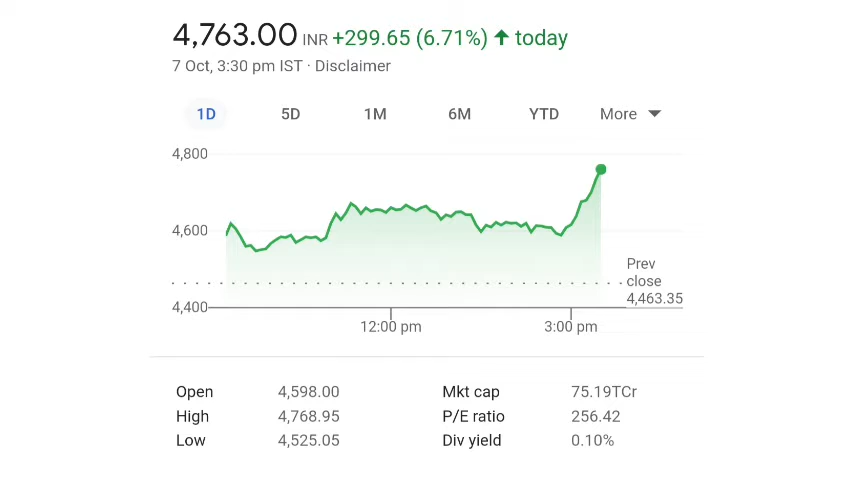 4,763.00 INR +299.65 (6.71%) ↑ today
7 Oct, 3:30 pm IST · Disclaimer
1D 5D 1M 6M YTD More
4,800
4,600
Prev
close
4,463.35
4,400
12:00 pm 3:00 pm
Open 4,598.00 Mkt cap 75.19TCr
High 4,768.95 P/E ratio 256.42
Low 4,525.05 Div yield 0.10%